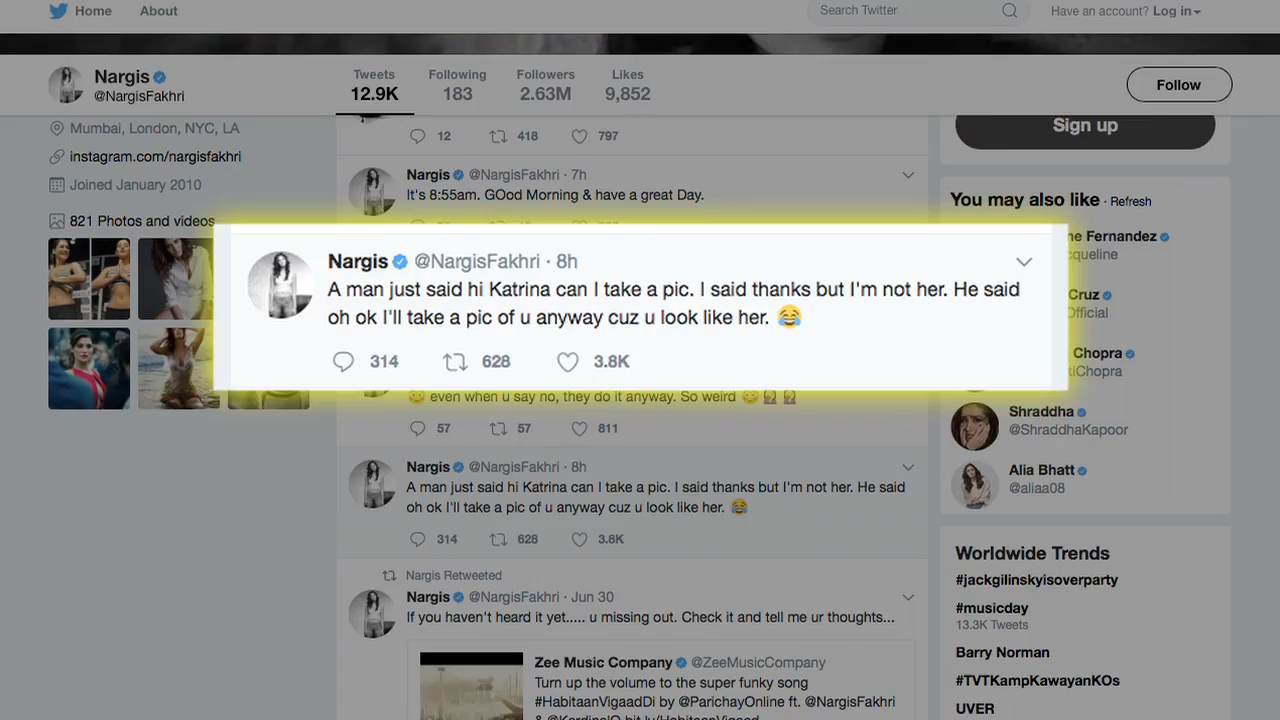 Home About Search Twitter Have an account? Log in
Nargis
@NargisFakhri
Tweets Following Followers Likes
12.9K 183 2.63M 9,852
Follow
Mumbai, London, NYC, LA
instagram.com/nargisfakhri
Joined January 2010
821 Photos and videos
12 418 797
Nargis @NargisFakhri · 7h
It's 8:55am. GOod Morning & have a great Day.
Nargis @NargisFakhri · 8h
A man just said hi Katrina can I take a pic. I said thanks but I'm not her. He said
oh ok I'll take a pic of u anyway cuz u look like her. 😂
314 628 3.8K
😳 even when u say no, they do it anyway. So weird 😳
57 57 811
Nargis @NargisFakhri · 8h
A man just said hi Katrina can I take a pic. I said thanks but I'm not her. He said
oh ok I'll take a pic of u anyway cuz u look like her. 😂
314 628 3.8K
Nargis Retweeted
Nargis @NargisFakhri · Jun 30
If you haven't heard it yet..... u missing out. Check it and tell me ur thoughts...
Zee Music Company @ZeeMusicCompany
Turn up the volume to the super funky song
#HabitaanVigaadDi by @ParichayOnline ft. @NargisFakhri
Sign up
You may also like · Refresh
ne Fernandez
cqueline
Cruz
Official
Chopra
tiChopra
Shraddha
@ShraddhaKapoor
Alia Bhatt
@aliaa08
Worldwide Trends
#jackgilinskyisoverparty
#musicday
13.3K Tweets
Barry Norman
#TVTKampKawayanKOs
UVER